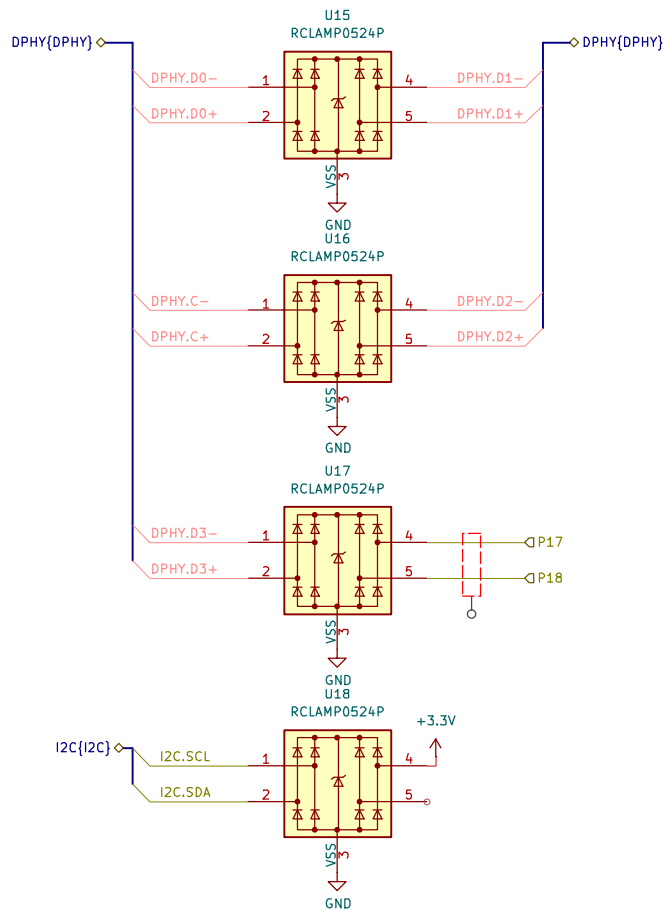 U15
RCLAMP0524P
DPHY{DPHY}
DPHY{DPHY}
DPHY.D0-
1
4
DPHY.D1-
DPHY.D0+
2
5
DPHY.D1+
VSS
3
GND
U16
RCLAMP0524P
DPHY.C-
1
4
DPHY.D2-
DPHY.C+
2
5
DPHY.D2+
VSS
3
GND
U17
RCLAMP0524P
DPHY.D3-
1
4
P17
DPHY.D3+
2
5
P18
VSS
3
GND
U18
RCLAMP0524P
+3.3V
I2C{I2C}
I2C.SCL
1
4
I2C.SDA
2
5
VSS
3
GND